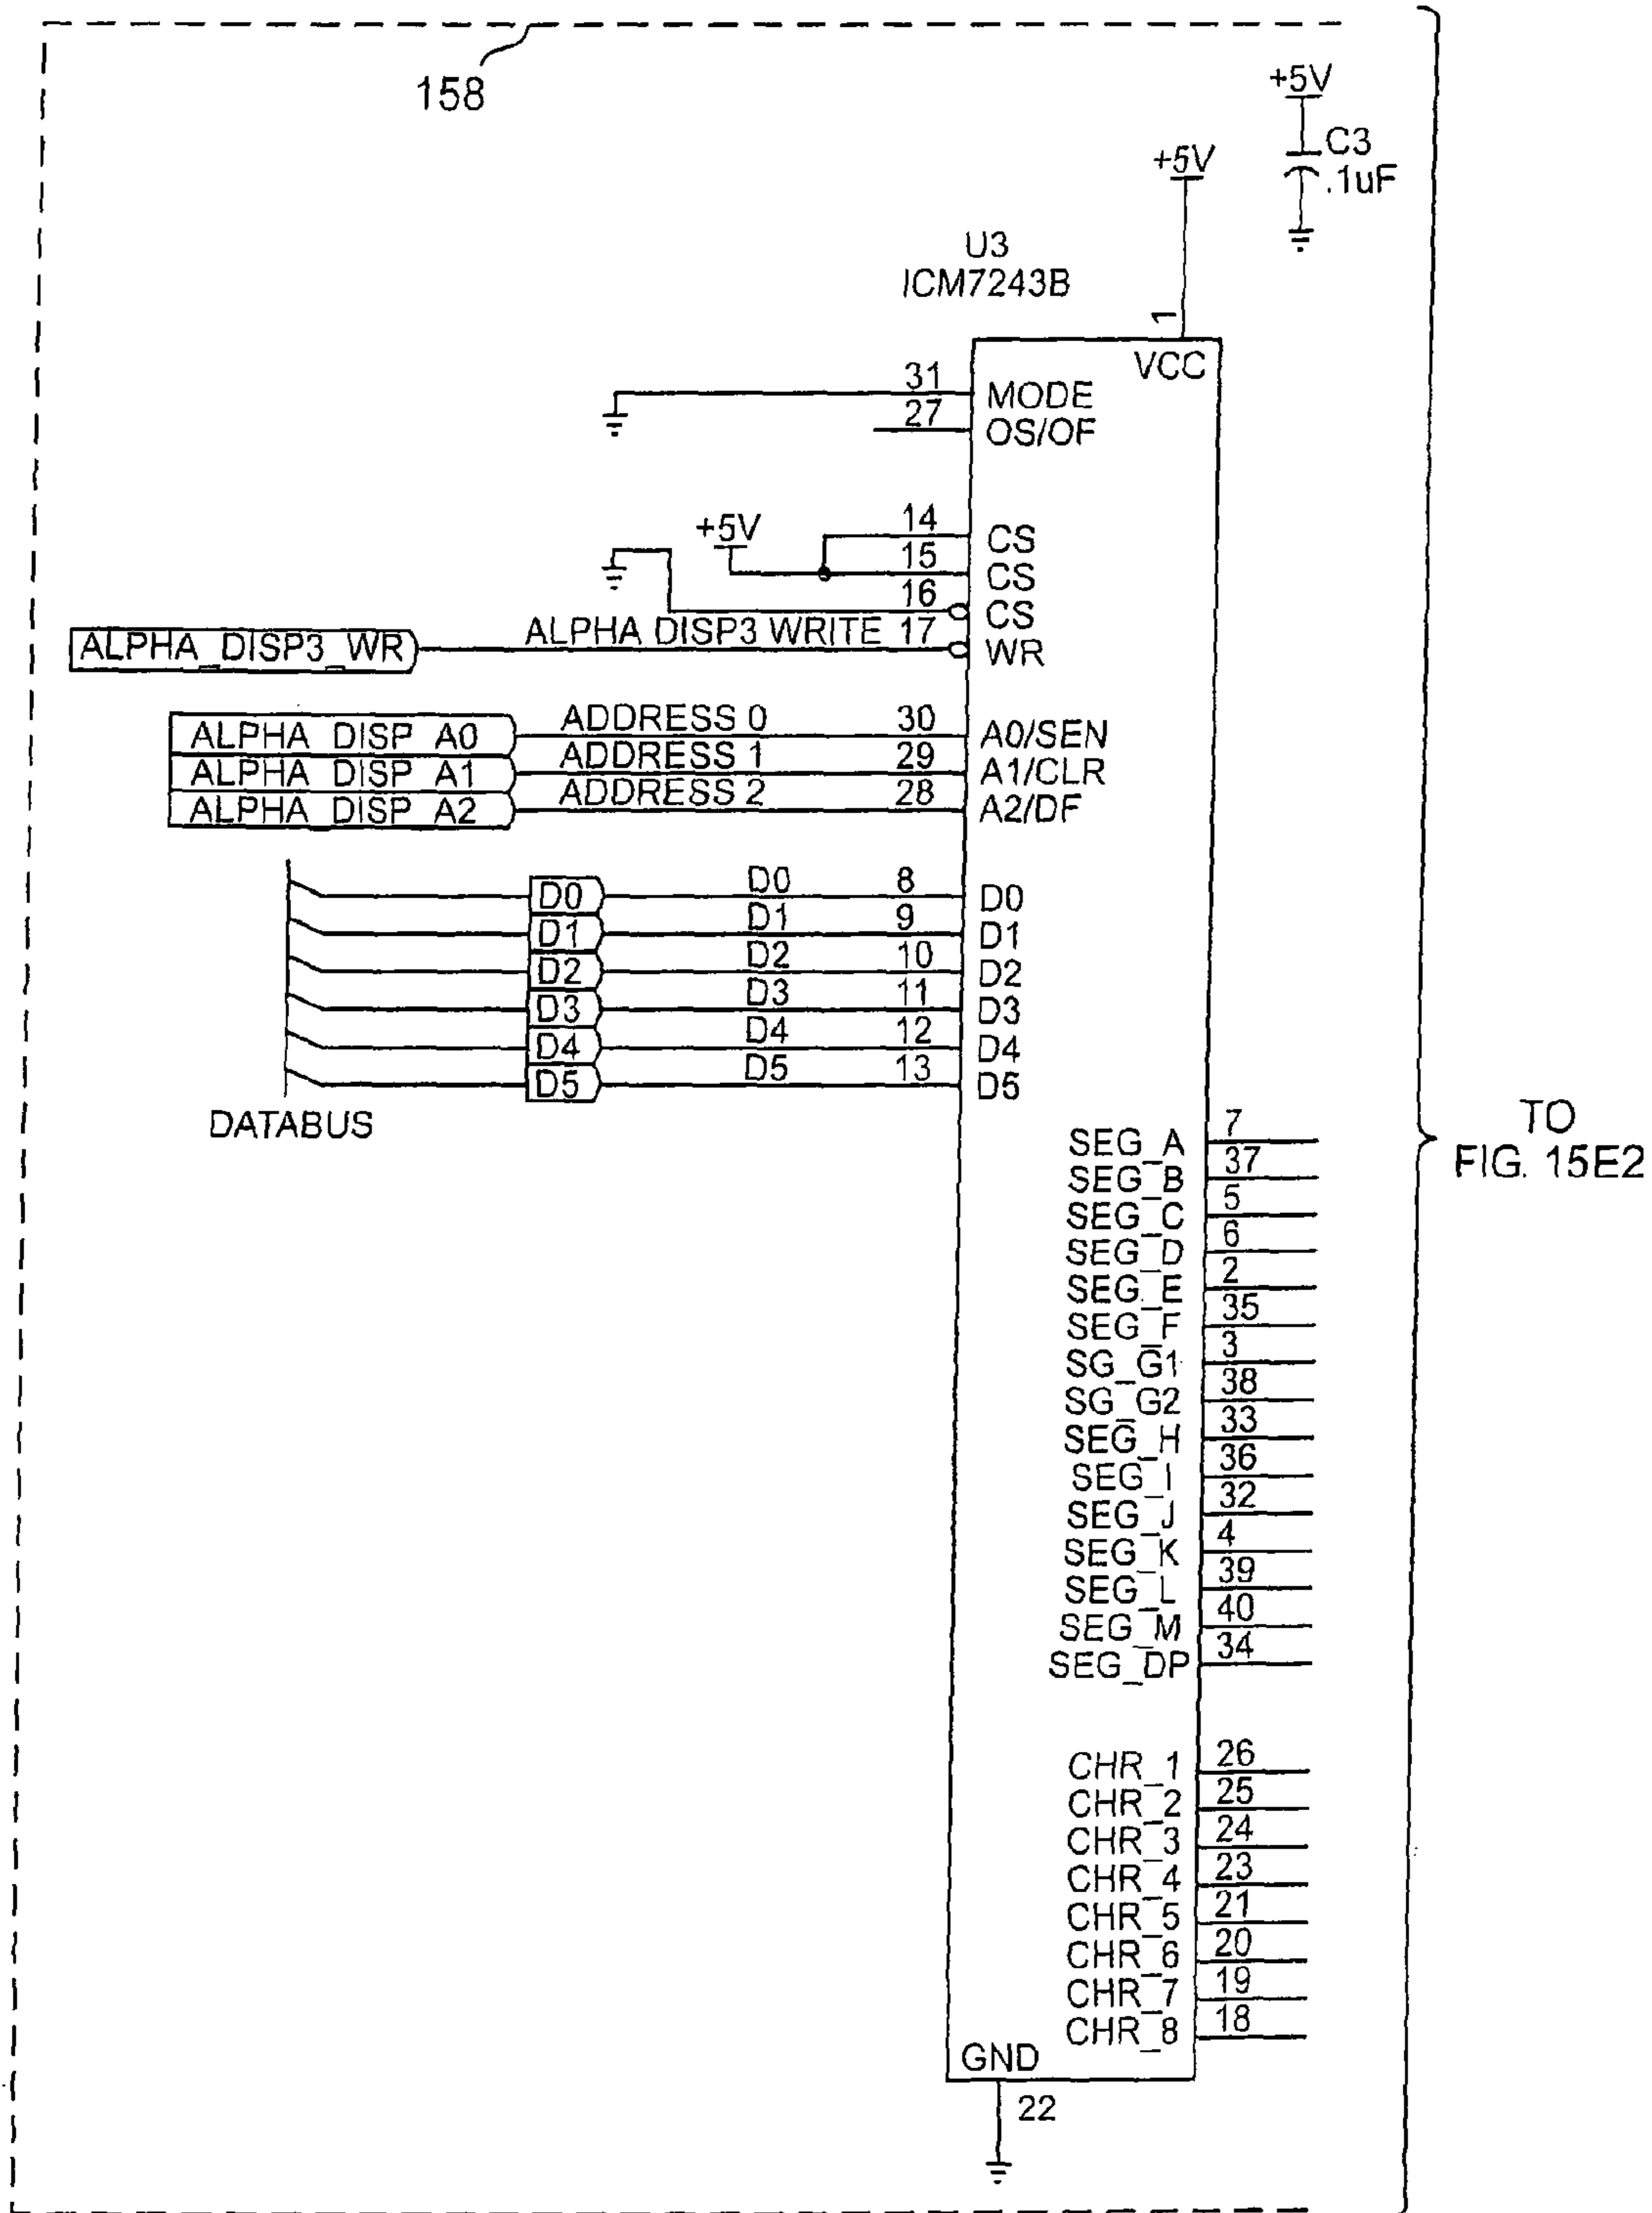 158
+5V
C3
.1uF
+5V
U3
ICM7243B
1
VCC
31 MODE
27 OS/OF
+5V
14 CS
15 CS
16 CS
ALPHA_DISP3_WR ALPHA DISP3 WRITE 17 WR
ALPHA DISP A0 ADDRESS 0 30 A0/SEN
ALPHA DISP A1 ADDRESS 1 29 A1/CLR
ALPHA DISP A2 ADDRESS 2 28 A2/DF
D0 D0 8 D0
D1 D1 9 D1
D2 D2 10 D2
D3 D3 11 D3
D4 D4 12 D4
D5 D5 13 D5
DATABUS
TO
FIG. 15E2
SEG_A 7
SEG_B 37
SEG_C 5
SEG_D 6
SEG_E 2
SEG_F 35
SG_G1 3
SG_G2 38
SEG_H 33
SEG_I 36
SEG_J 32
SEG_K 4
SEG_L 39
SEG_M 40
SEG_DP 34
CHR_1 26
CHR_2 25
CHR_3 24
CHR_4 23
CHR_5 21
CHR_6 20
CHR_7 19
CHR_8 18
GND
22